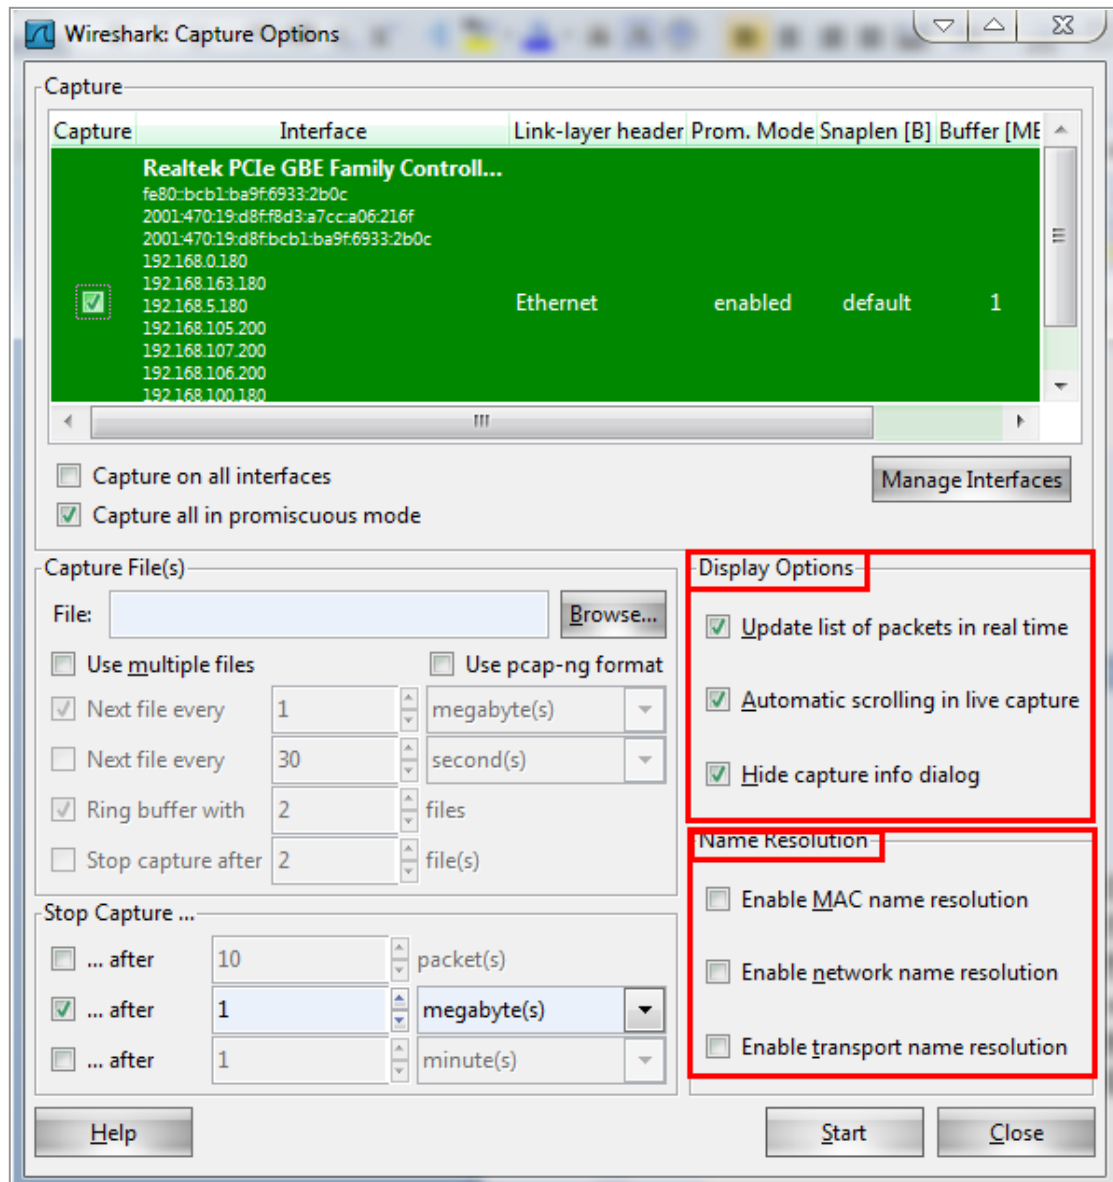 Wireshark: Capture Options
Capture
Capture Interface Link-layer header Prom. Mode Snaplen [B] Buffer [ME
Realtek PCIe GBE Family Controll...
fe80::bcb1:ba9f:6933:2b0c
2001:470:19:d8f:f8d3:a7cc:a06:216f
2001:470:19:d8f:bcb1:ba9f:6933:2b0c
192.168.0.180
192.168.163.180
192.168.5.180 Ethernet enabled default 1
192.168.105.200
192.168.107.200
192.168.106.200
192.168.100.180
Capture on all interfaces
Manage Interfaces
Capture all in promiscuous mode
Capture File(s)
File: Browse...
Use multiple files Use pcap-ng format
Next file every 1 megabyte(s)
Next file every 30 second(s)
Ring buffer with 2 files
Stop capture after 2 file(s)
Stop Capture ...
... after 10 packet(s)
... after 1 megabyte(s)
... after 1 minute(s)
Display Options
Update list of packets in real time
Automatic scrolling in live capture
Hide capture info dialog
Name Resolution
Enable MAC name resolution
Enable network name resolution
Enable transport name resolution
Help Start Close